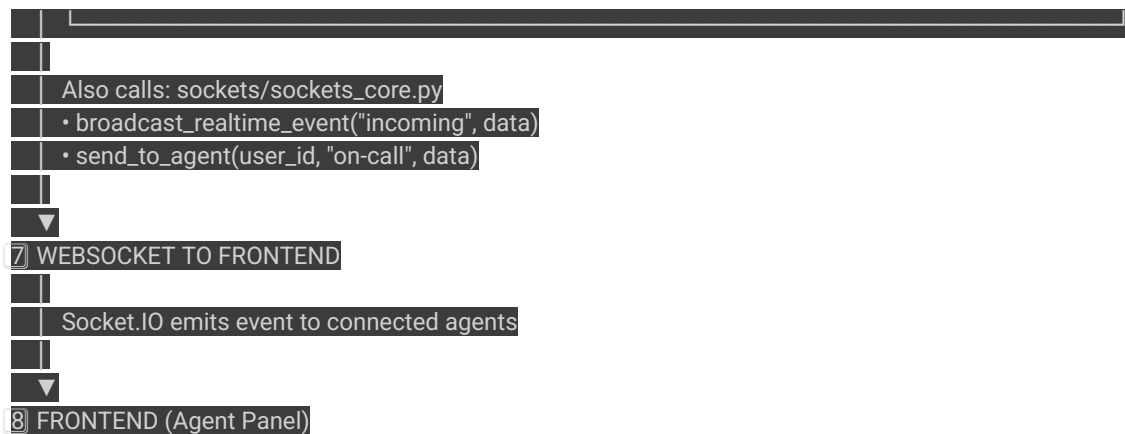 Also calls: sockets/sockets_core.py
• broadcast_realtime_event("incoming", data)
• send_to_agent(user_id, "on-call", data)
▼
7 WEBSOCKET TO FRONTEND
Socket.IO emits event to connected agents
▼
8 FRONTEND (Agent Panel)